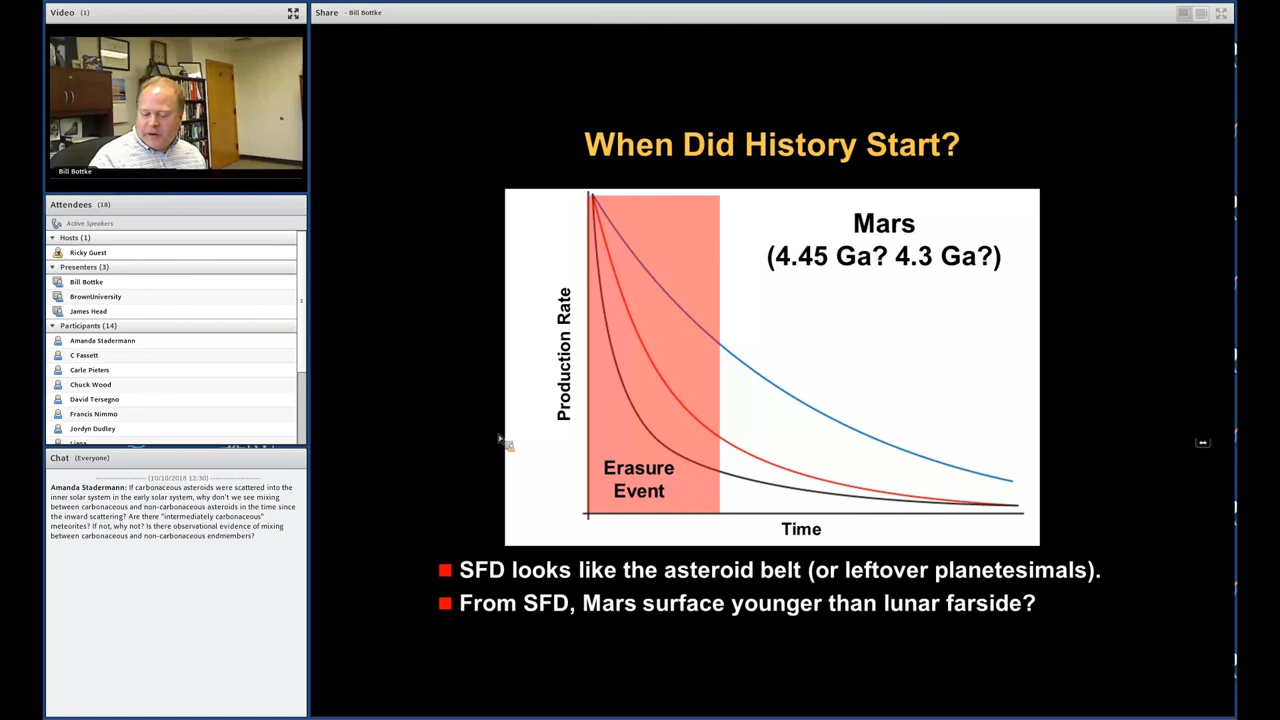 Video (1)
Bill Bottke
Attendees (18)
Active Speakers
Hosts (1)
Ricky Guest
Presenters (3)
Bill Bottke
BrownUniversity
James Head
Participants (14)
Amanda Stadermann
C Fassett
Carle Pieters
Chuck Wood
David Tersegno
Francis Nimmo
Jordyn Dudley
Chat (Everyone)
(10/10/2018 12:30)
Amanda Stadermann: If carbonaceous asteroids were scattered into the
inner solar system in the early solar system, why don't we see mixing
between carbonaceous and non-carbonaceous asteroids in the time since
the inward scattering? Are there "intermediately carbonaceous"
meteorites? If not, why not? Is there observational evidence of mixing
between carbonaceous and non-carbonaceous endmembers?
Share - Bill Bottke
When Did History Start?
Mars
(4.45 Ga? 4.3 Ga?)
Production Rate
Erasure
Event
Time
SFD looks like the asteroid belt (or leftover planetesimals).
From SFD, Mars surface younger than lunar farside?